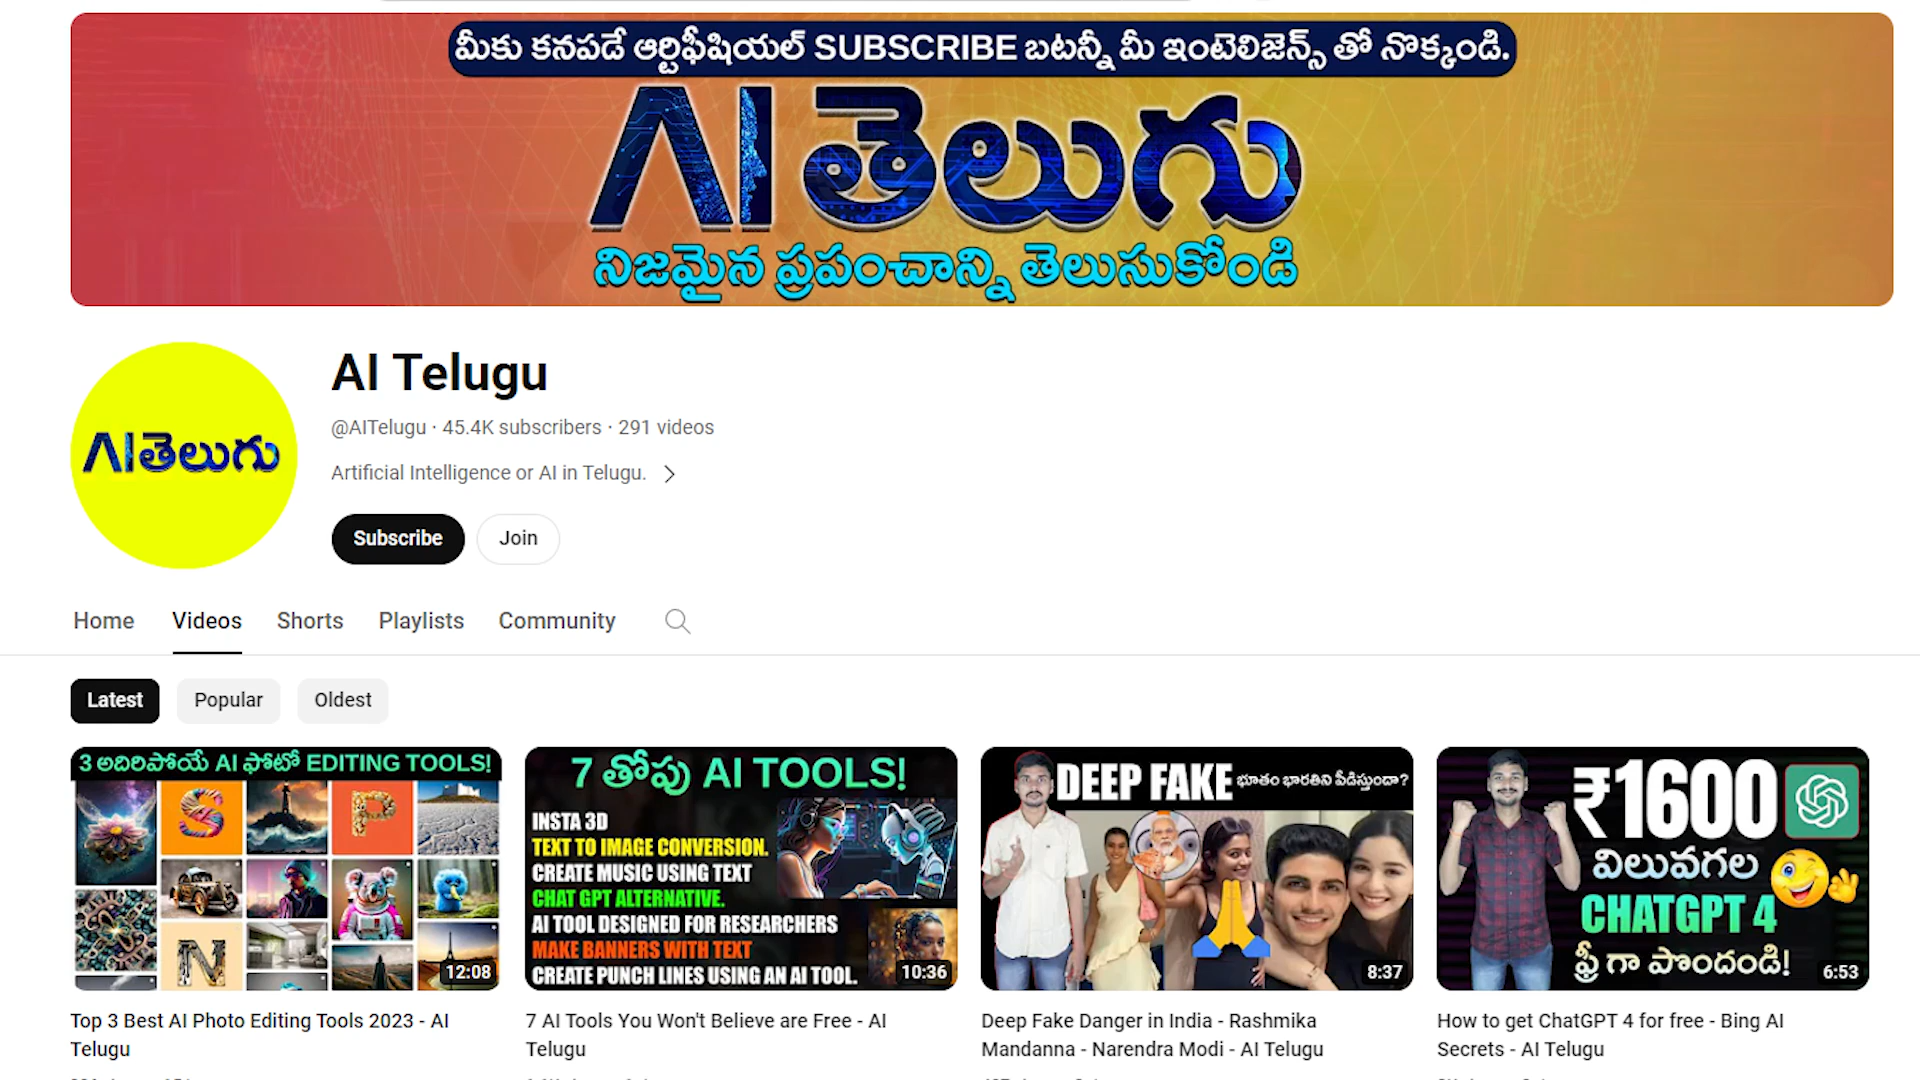 మీకు కనపడే ఆర్టిఫీషియల్ SUBSCRIBE బటన్నీ మీ ఇంటెలిజెన్స్ తో నొక్కండి.
AI తెలుగు
నిజమైన ప్రపంచాన్ని తెలుసుకోండి
AI తెలుగు
AI Telugu
@AITelugu · 45.4K subscribers · 291 videos
Artificial Intelligence or AI in Telugu.
Subscribe
Join
Home
Videos
Shorts
Playlists
Community
Latest
Popular
Oldest
3 అదిరిపోయే AI ఫోటో EDITING TOOLS!
S
P
N
12:08
Top 3 Best AI Photo Editing Tools 2023 - AI
Telugu
7 తోపు AI TOOLS!
INSTA 3D
TEXT TO IMAGE CONVERSION.
CREATE MUSIC USING TEXT
CHAT GPT ALTERNATIVE.
AI TOOL DESIGNED FOR RESEARCHERS
MAKE BANNERS WITH TEXT
CREATE PUNCH LINES USING AN AI TOOL.
10:36
7 AI Tools You Won't Believe are Free - AI
Telugu
DEEP FAKE భూతం భారతిని పీడిస్తుందా?
8:37
Deep Fake Danger in India - Rashmika
Mandanna - Narendra Modi - AI Telugu
₹1600
విలువగల
CHATGPT 4
ఫ్రీ గా పొందండి!
6:53
How to get ChatGPT 4 for free - Bing AI
Secrets - AI Telugu